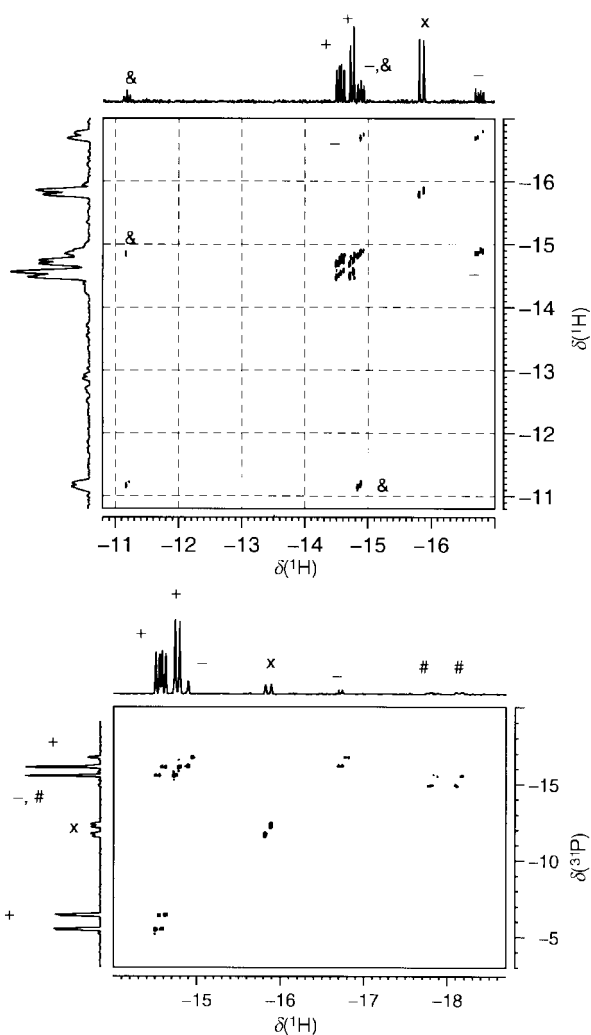 +
+ x
& –,& –
–
–16
& –15
–
–14
–13
–12
& –11
δ(¹H)
–11 –12 –13 –14 –15 –16
δ(¹H)
+
+ – x – # #
+
–, # –15
x
–10
+
–5
δ(³¹P)
–15 –16 –17 –18
δ(¹H)